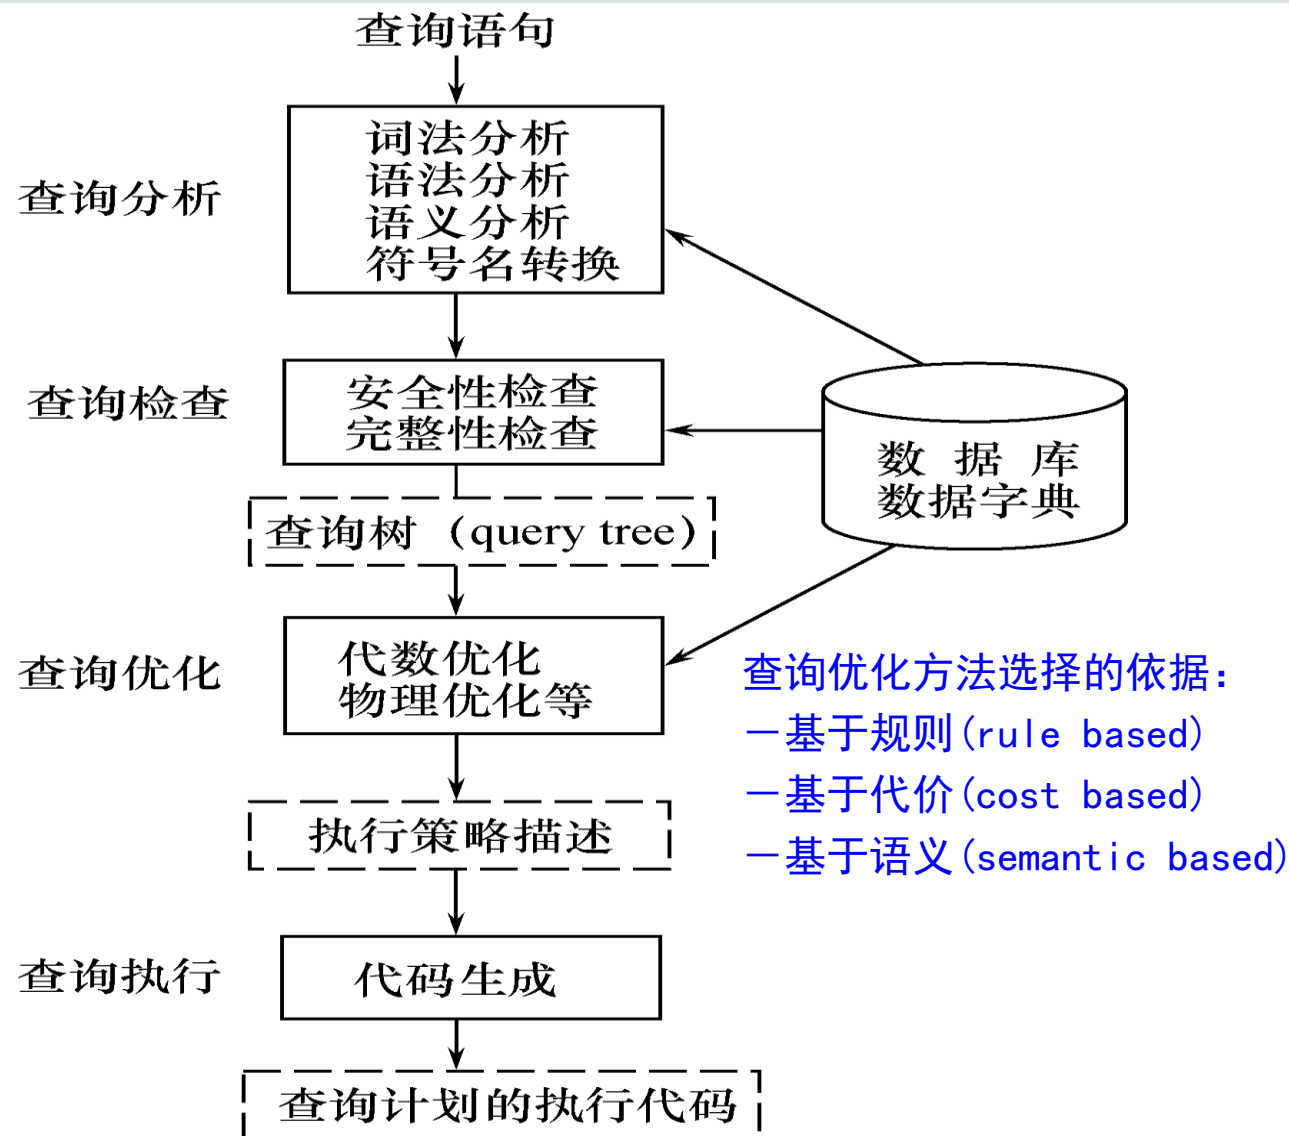 查询语句
查询分析
词法分析
语法分析
语义分析
符号名转换
查询检查
安全性检查
完整性检查
数 据 库
数据字典
查询树（query tree）
查询优化
代数优化
物理优化等
查询优化方法选择的依据：
－基于规则(rule based)
－基于代价(cost based)
－基于语义(semantic based)
执行策略描述
查询执行
代码生成
查询计划的执行代码